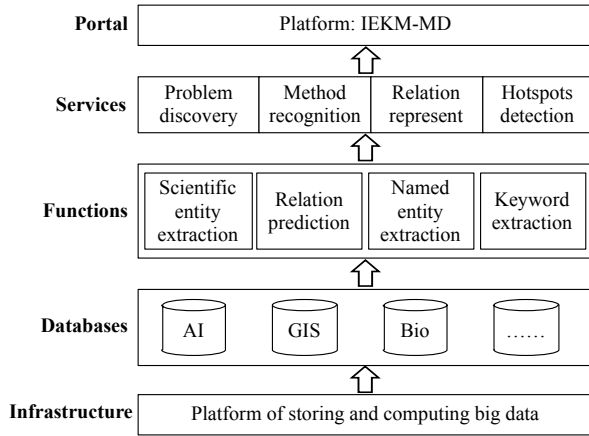 Portal
Platform: IEKM-MD
Services
Problem
discovery
Method
recognition
Relation
represent
Hotspots
detection
Functions
Scientific
entity
extraction
Relation
prediction
Named
entity
extraction
Keyword
extraction
Databases
AI
GIS
Bio
……
Infrastructure
Platform of storing and computing big data